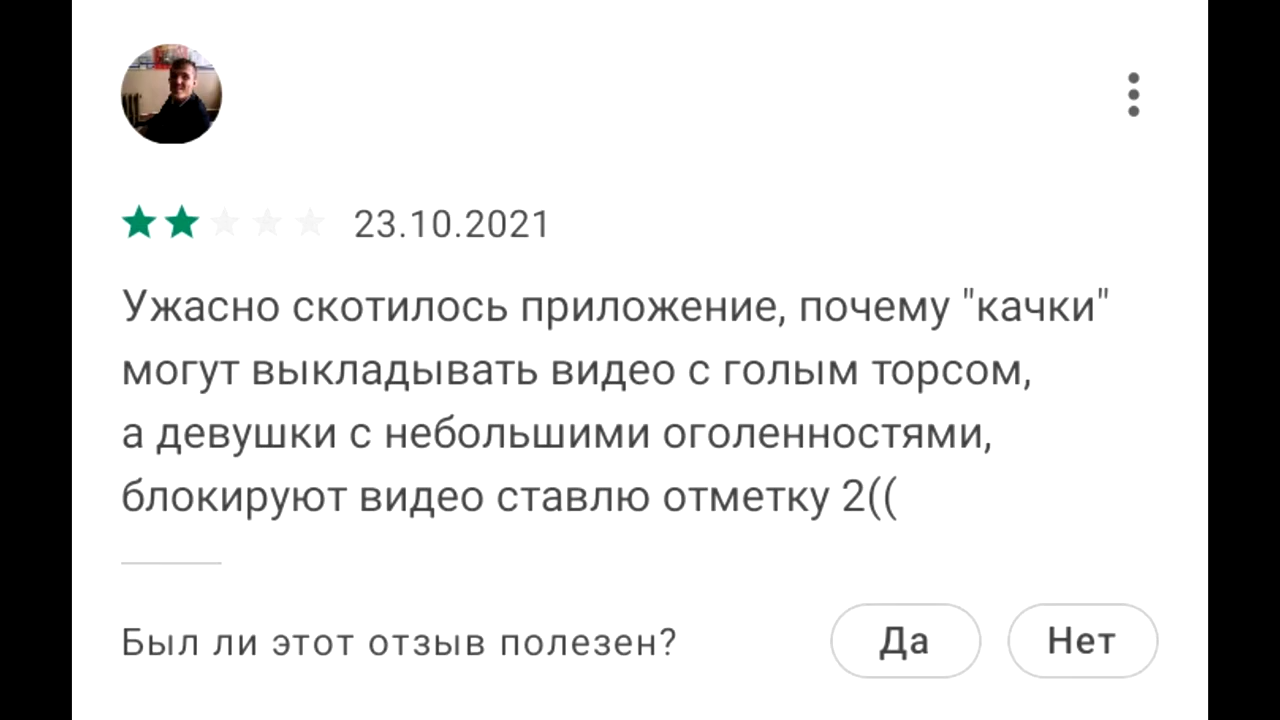 23.10.2021
Ужасно скотилось приложение, почему "качки"
могут выкладывать видео с голым торсом,
а девушки с небольшими оголенностями,
блокируют видео ставлю отметку 2((
Был ли этот отзыв полезен?
Да
Нет